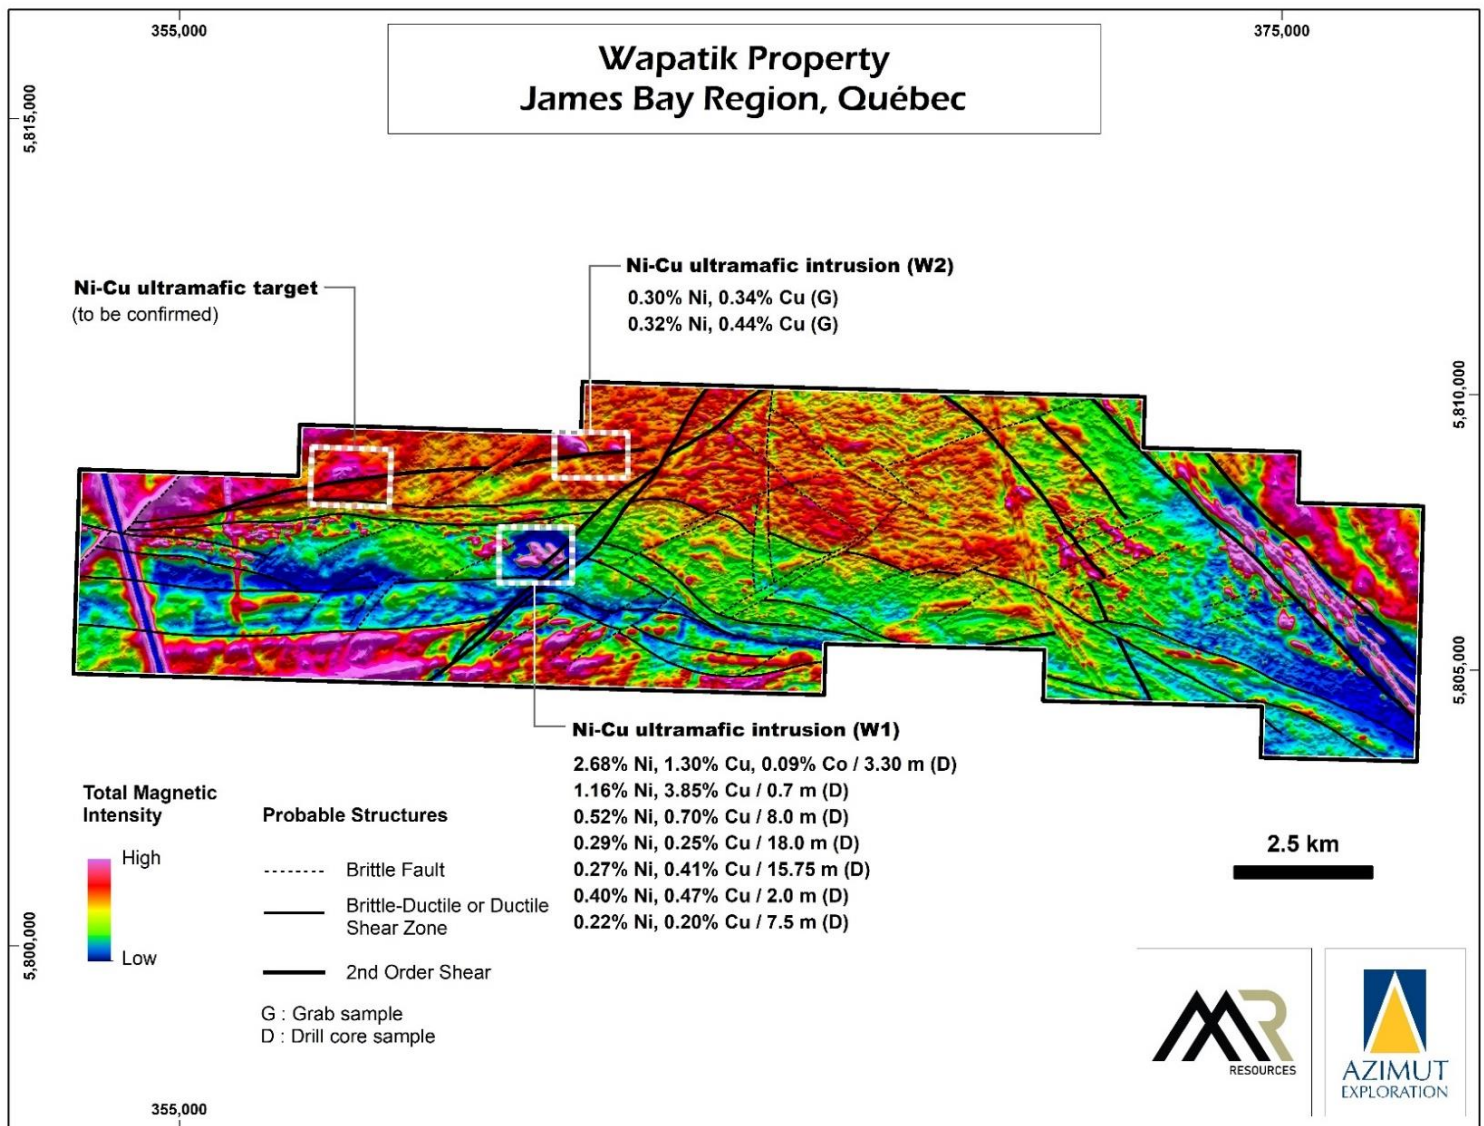 355,000
375,000
Wapatik Property
James Bay Region, Québec
5,815,000
Ni-Cu ultramafic intrusion (W2)
0.30% Ni, 0.34% Cu (G)
0.32% Ni, 0.44% Cu (G)
Ni-Cu ultramafic target
(to be confirmed)
5,810,000
5,805,000
Ni-Cu ultramafic intrusion (W1)
2.68% Ni, 1.30% Cu, 0.09% Co / 3.30 m (D)
1.16% Ni, 3.85% Cu / 0.7 m (D)
0.52% Ni, 0.70% Cu / 8.0 m (D)
0.29% Ni, 0.25% Cu / 18.0 m (D)
0.27% Ni, 0.41% Cu / 15.75 m (D)
0.40% Ni, 0.47% Cu / 2.0 m (D)
0.22% Ni, 0.20% Cu / 7.5 m (D)
Total Magnetic
Intensity
High
Low
Probable Structures
Brittle Fault
Brittle-Ductile or Ductile
Shear Zone
2nd Order Shear
G : Grab sample
D : Drill core sample
2.5 km
5,800,000
MR
RESOURCES
AZIMUT
EXPLORATION
355,000